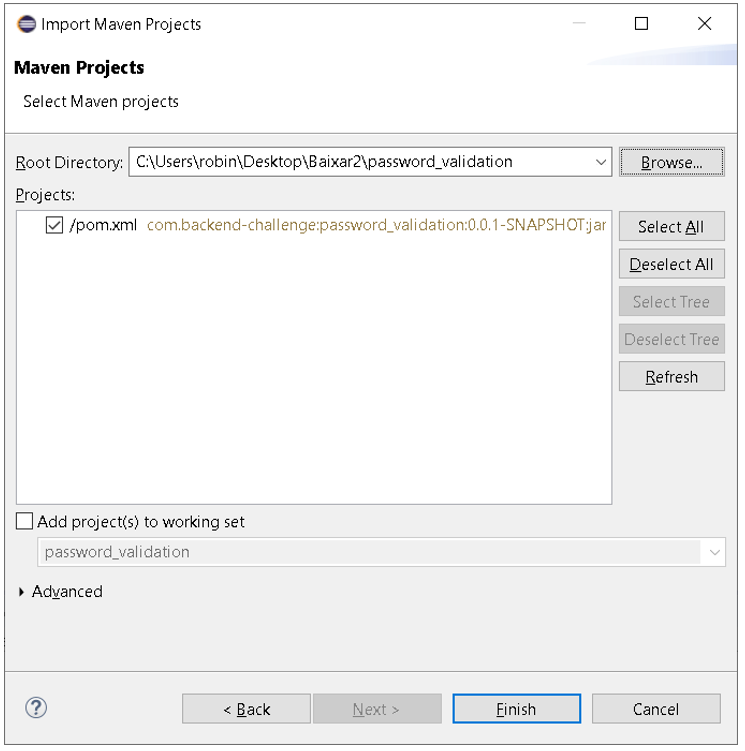 Import Maven Projects
Maven Projects
Select Maven projects
Root Directory: C:\Users\robin\Desktop\Baixar2\password_validation Browse...
Projects:
/pom.xml com.backend-challenge:password_validation:0.0.1-SNAPSHOT:jar
Select All
Deselect All
Select Tree
Deselect Tree
Refresh
Add project(s) to working set
password_validation
Advanced
? < Back Next > Finish Cancel